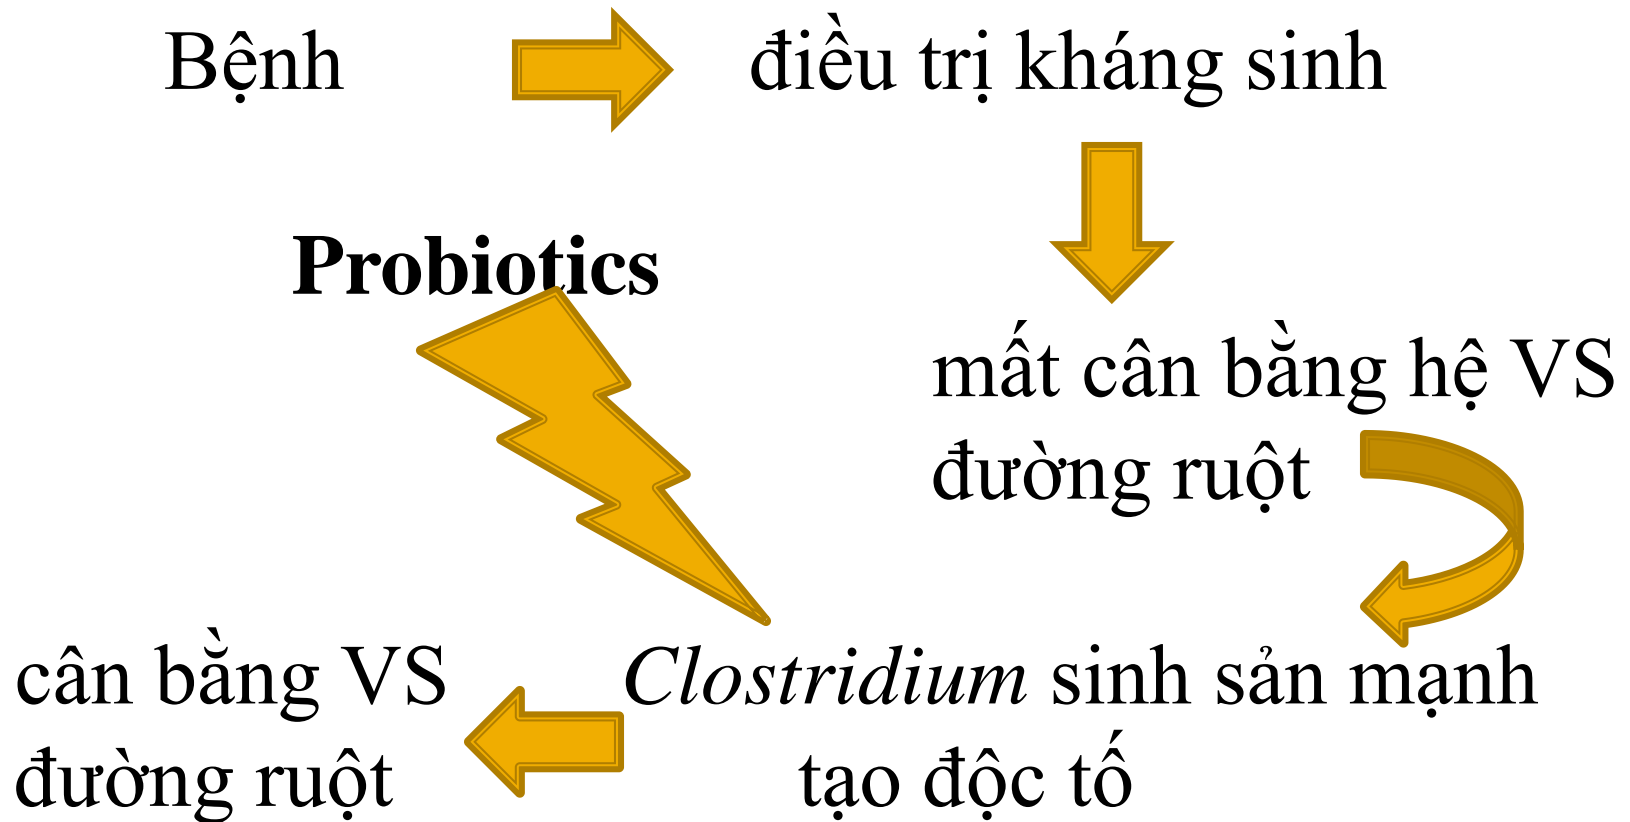 Bệnh
điều trị kháng sinh
Probiotics
mất cân bằng hệ VS
đường ruột
Clostridium sinh sản mạnh
tạo độc tố
cân bằng VS
đường ruột